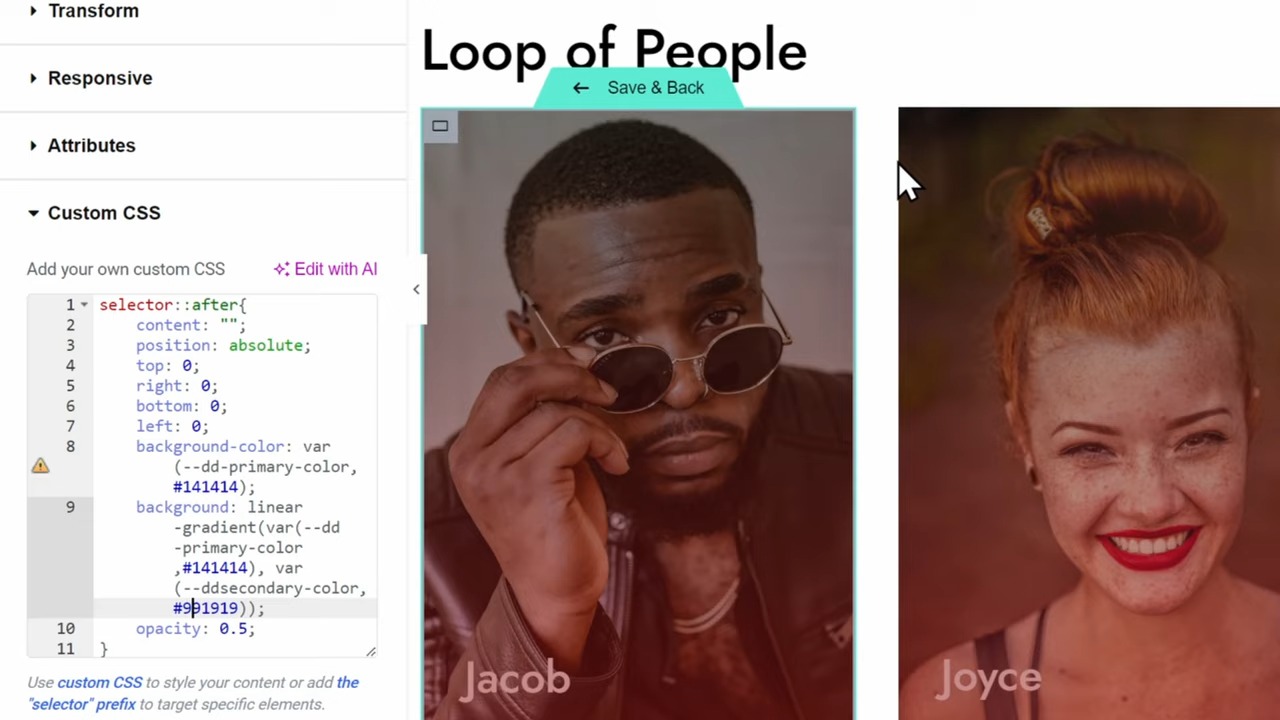 Transform
Responsive
Attributes
Custom CSS
Add your own custom CSS
Edit with AI
1 selector::after{
2 content: "";
3 position: absolute;
4 top: 0;
5 right: 0;
6 bottom: 0;
7 left: 0;
8 background-color: var
(--dd-primary-color,
#141414);
9 background: linear
-gradient(var(--dd
-primary-color
,#141414), var
(--ddsecondary-color,
#991919));
10 opacity: 0.5;
11 }
Use custom CSS to style your content or add the
"selector" prefix to target specific elements.
Loop of People
Save & Back
Jacob
Joyce